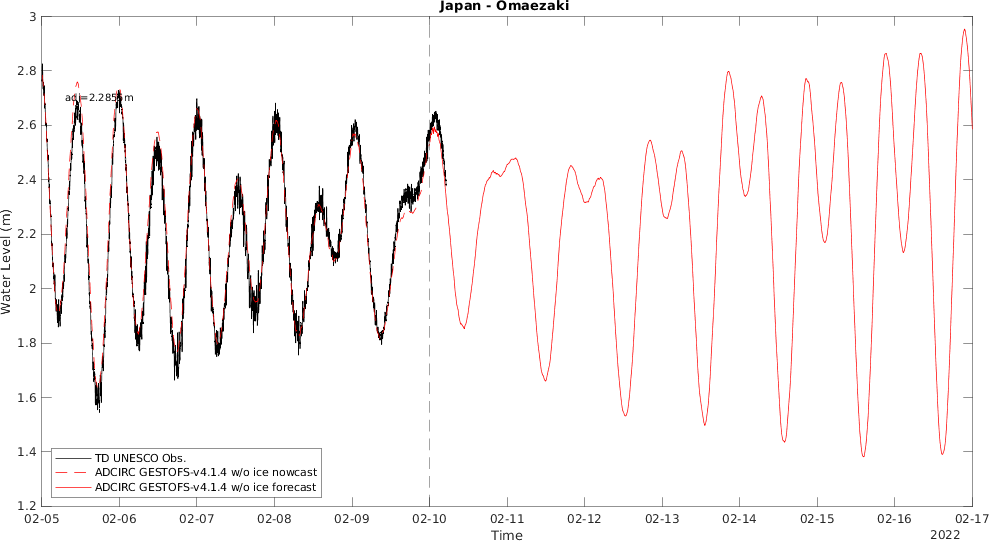 Japan - Omaezaki
3
2.8
2.6
2.4
2.2
2
1.8
1.6
1.4
1.2
Water Level (m)
TD UNESCO Obs.
ADCIRC GESTOFS-v4.1.4 w/o ice nowcast
ADCIRC GESTOFS-v4.1.4 w/o ice forecast
02-05 02-06 02-07 02-08 02-09 02-10 02-11 02-12 02-13 02-14 02-15 02-16 02-17
Time
2022